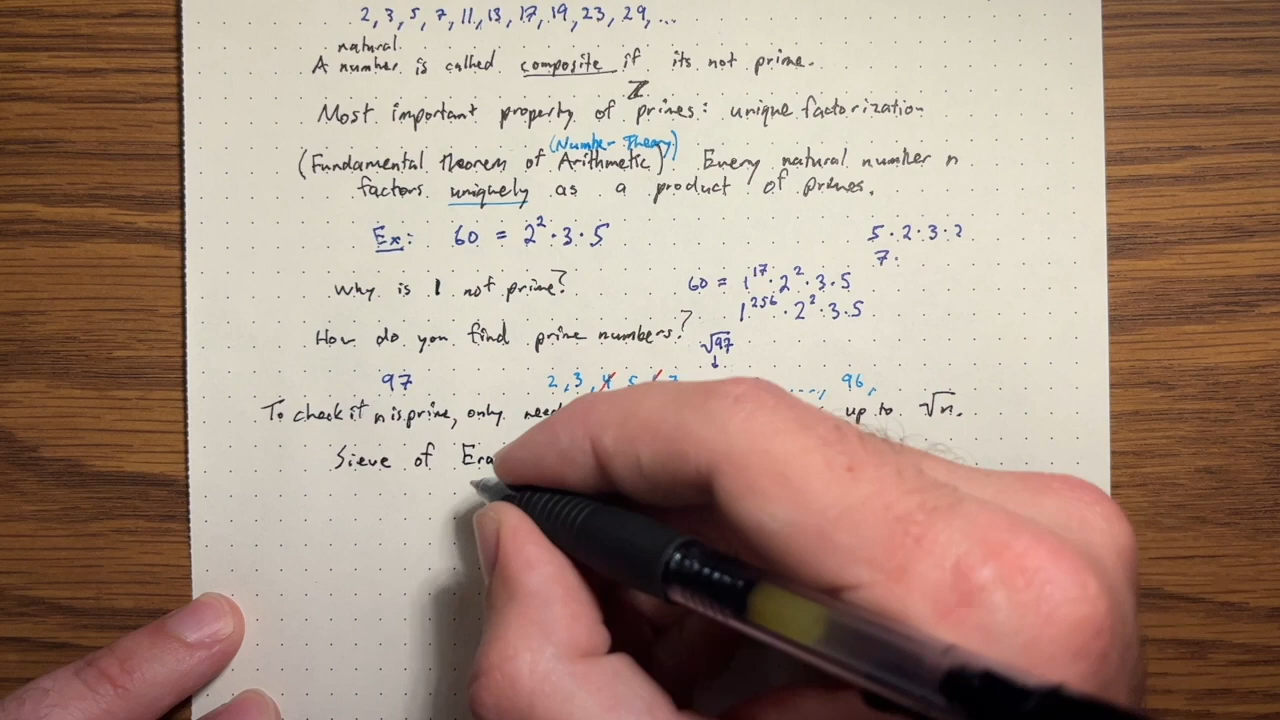 2, 3, 5, 7, 11, 13, 17, 19, 23, 29, ...
natural
A number is called composite if its not prime.
Most important property of primes: unique factorization
ℤ
(Number Theory)
(Fundamental Theorem of Arithmetic) Every natural number n
factors uniquely as a product of primes.
Ex: 60 = 2²·3·5
5·2·3·2
7·
Why is 1 not prime?
60 = 1¹⁷·2²·3·5
1²⁵⁶·2²·3·5
How do you find prime numbers?
√97
↓
97 2, 3, 4, 5, ..., 96,
To check if n is prime, only need up to √n.
Sieve of Era